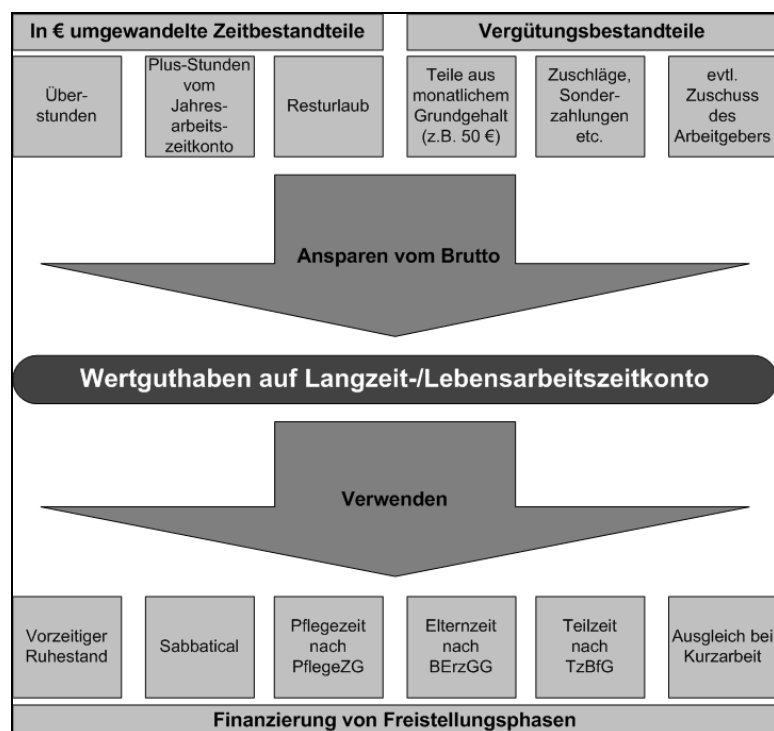 In € umgewandelte Zeitbestandteile
Vergütungsbestandteile
Über-
stunden
Plus-Stunden
vom
Jahres-
arbeits-
zeitkonto
Resturlaub
Teile aus
monatlichem
Grundgehalt
(z.B. 50 €)
Zuschläge,
Sonder-
zahlungen
etc.
evtl.
Zuschuss
des
Arbeitgebers
Ansparen vom Brutto
Wertguthaben auf Langzeit-/Lebensarbeitszeitkonto
Verwenden
Vorzeitiger
Ruhestand
Sabbatical
Pflegezeit
nach
PflegeZG
Elternzeit
nach
BErzGG
Teilzeit
nach
TzBfG
Ausgleich bei
Kurzarbeit
Finanzierung von Freistellungsphasen